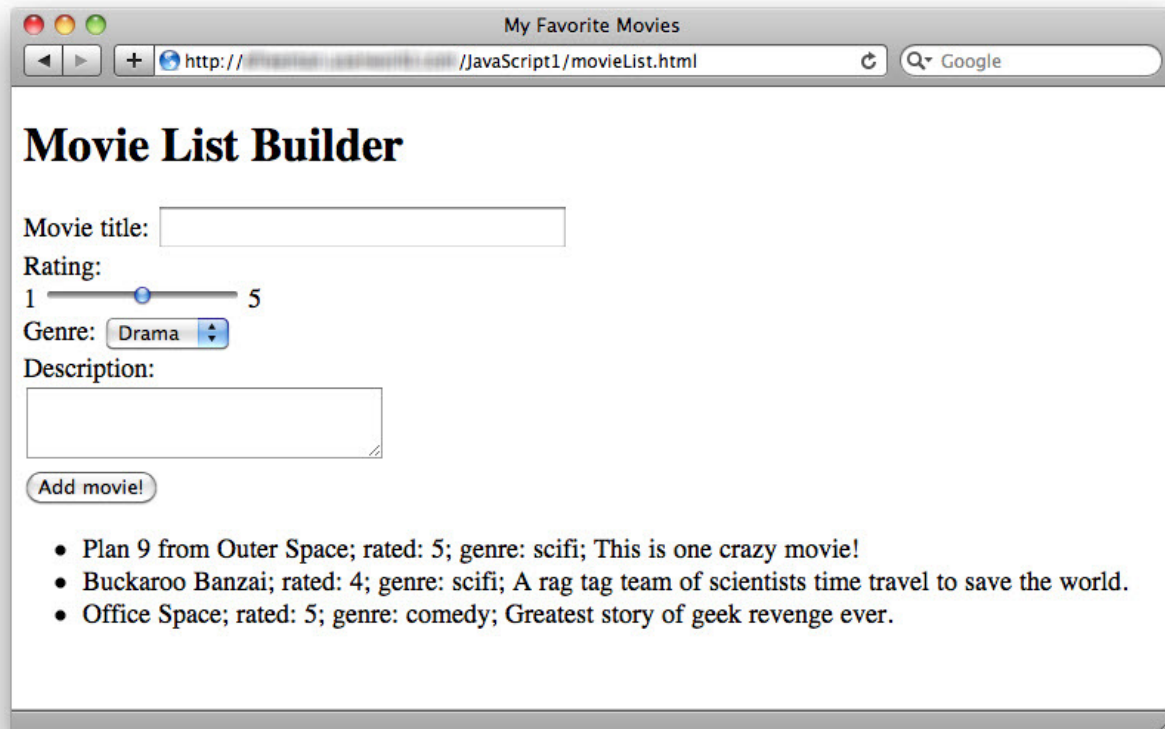 My Favorite Movies
http:// /JavaScript1/movieList.html
Google
Movie List Builder
Movie title:
Rating:
1 5
Genre: Drama
Description:
Add movie!
• Plan 9 from Outer Space; rated: 5; genre: scifi; This is one crazy movie!
• Buckaroo Banzai; rated: 4; genre: scifi; A rag tag team of scientists time travel to save the world.
• Office Space; rated: 5; genre: comedy; Greatest story of geek revenge ever.